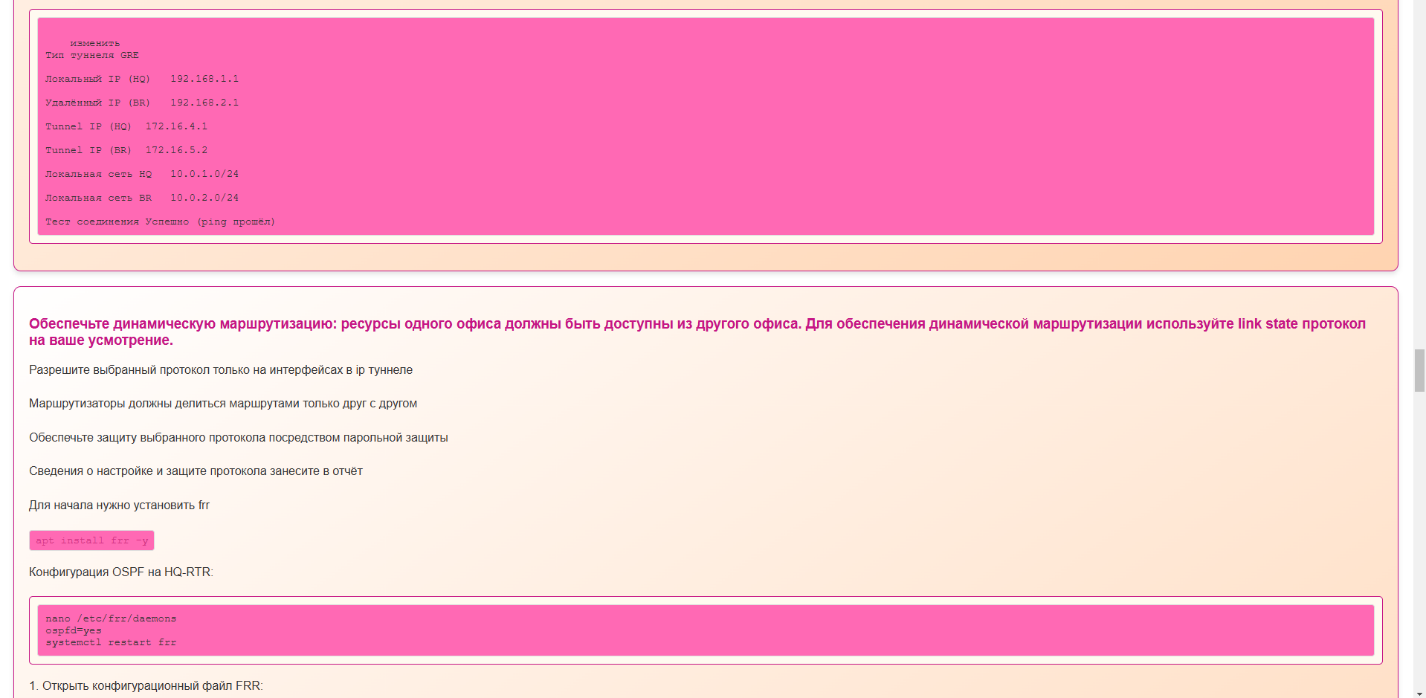 изменить
Тип туннеля GRE
Локальный IP (HQ)   192.168.1.1
Удалённый IP (BR)   192.168.2.1
Tunnel IP (HQ)  172.16.4.1
Tunnel IP (BR)  172.16.5.2
Локальная сеть HQ   10.0.1.0/24
Локальная сеть BR   10.0.2.0/24
Тест соединения Успешно (ping прошёл)
Обеспечьте динамическую маршрутизацию: ресурсы одного офиса должны быть доступны из другого офиса. Для обеспечения динамической маршрутизации используйте link state протокол
на ваше усмотрение.
Разрешите выбранный протокол только на интерфейсах в ip туннеле
Маршрутизаторы должны делиться маршрутами только друг с другом
Обеспечьте защиту выбранного протокола посредством парольной защиты
Сведения о настройке и защите протокола занесите в отчёт
Для начала нужно установить frr
apt install frr -y
Конфигурация OSPF на HQ-RTR:
nano /etc/frr/daemons
ospfd=yes
systemctl restart frr
1. Открыть конфигурационный файл FRR: